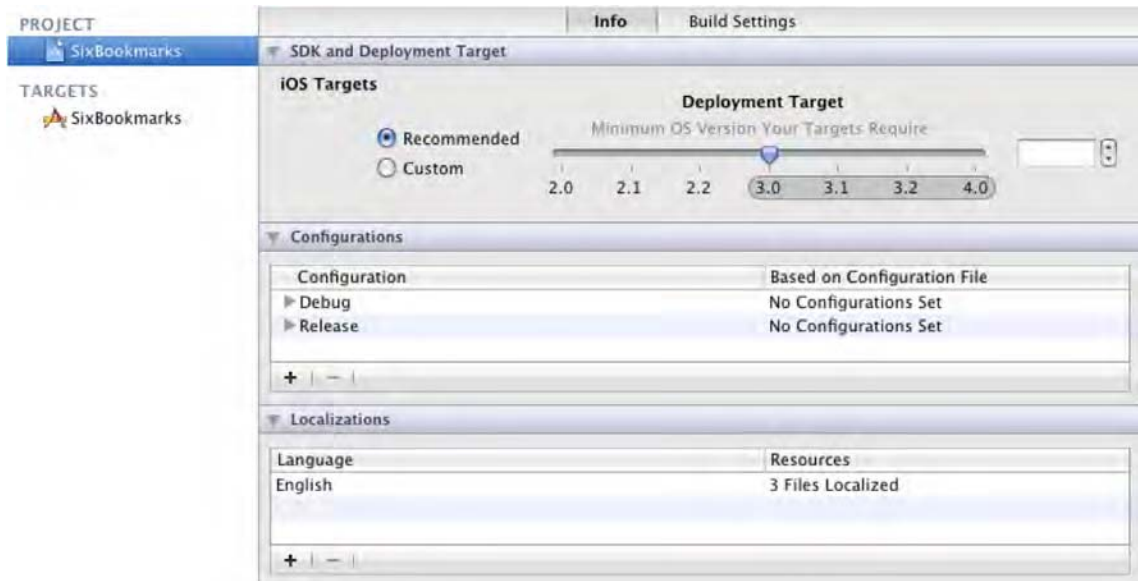 PROJECT
SixBookmarks
TARGETS
SixBookmarks
Info Build Settings
SDK and Deployment Target
iOS Targets
Deployment Target
Minimum OS Version Your Targets Require
Recommended
Custom
2.0 2.1 2.2 3.0 3.1 3.2 4.0
Configurations
Configuration Based on Configuration File
Debug No Configurations Set
Release No Configurations Set
+ −
Localizations
Language Resources
English 3 Files Localized
+ −